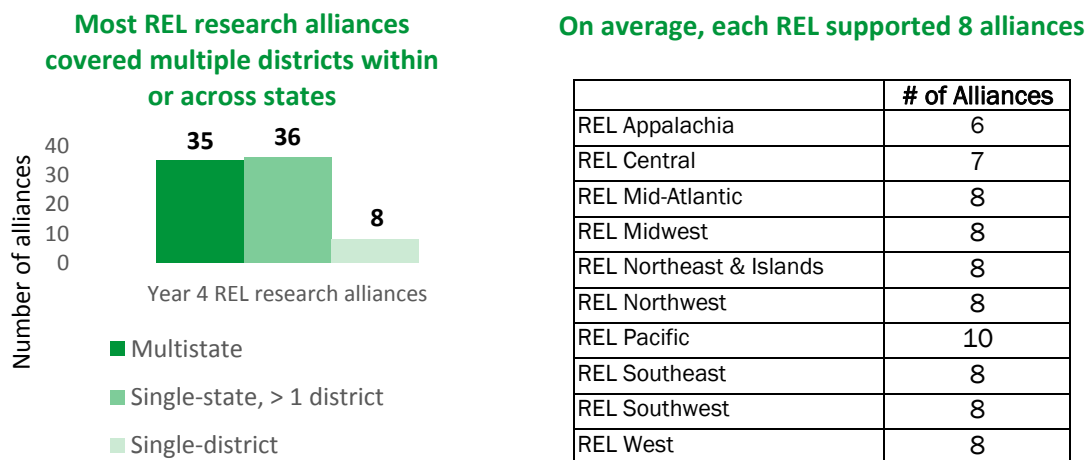 Most REL research alliances
covered multiple districts within
or across states
Number of alliances
40
30
20
10
0
35
36
8
Year 4 REL research alliances
Multistate
Single-state, > 1 district
Single-district
On average, each REL supported 8 alliances
# of Alliances
REL Appalachia 6
REL Central 7
REL Mid-Atlantic 8
REL Midwest 8
REL Northeast & Islands 8
REL Northwest 8
REL Pacific 10
REL Southeast 8
REL Southwest 8
REL West 8